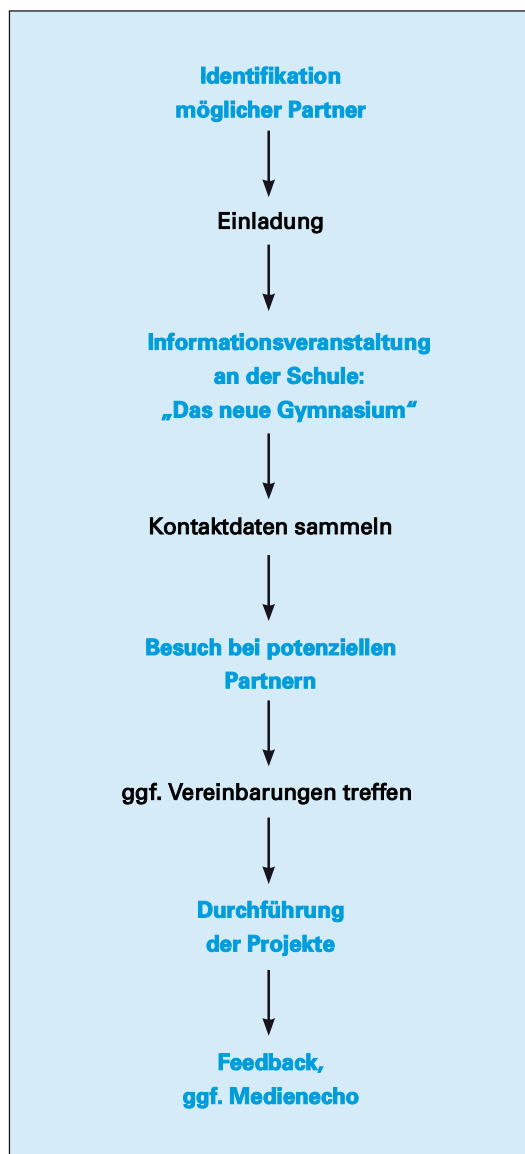 Identifikation
möglicher Partner
Einladung
Informationsveranstaltung
an der Schule:
„Das neue Gymnasium“
Kontaktdaten sammeln
Besuch bei potenziellen
Partnern
ggf. Vereinbarungen treffen
Durchführung
der Projekte
Feedback,
ggf. Medienecho